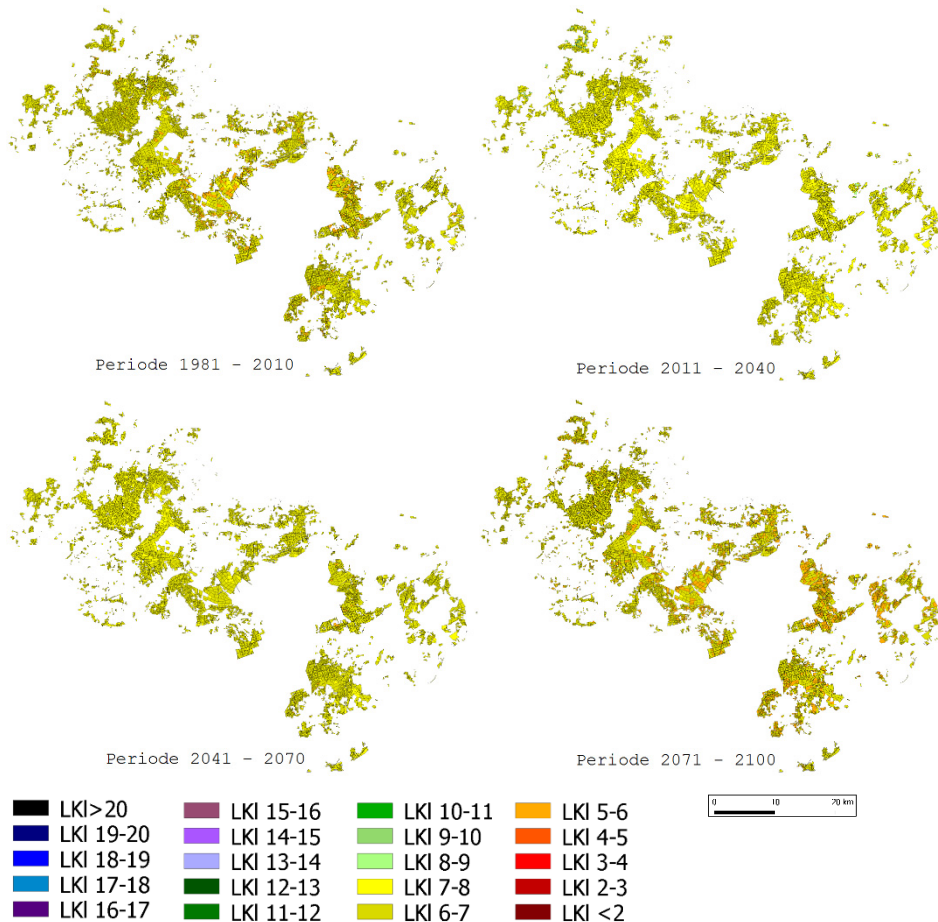 Periode 1981 - 2010
Periode 2011 - 2040
Periode 2041 - 2070
Periode 2071 - 2100
LKI>20
LKI 19-20
LKI 18-19
LKI 17-18
LKI 16-17
LKI 15-16
LKI 14-15
LKI 13-14
LKI 12-13
LKI 11-12
LKI 10-11
LKI 9-10
LKI 8-9
LKI 7-8
LKI 6-7
LKI 5-6
LKI 4-5
LKI 3-4
LKI 2-3
LKI <2
0 10 20 km